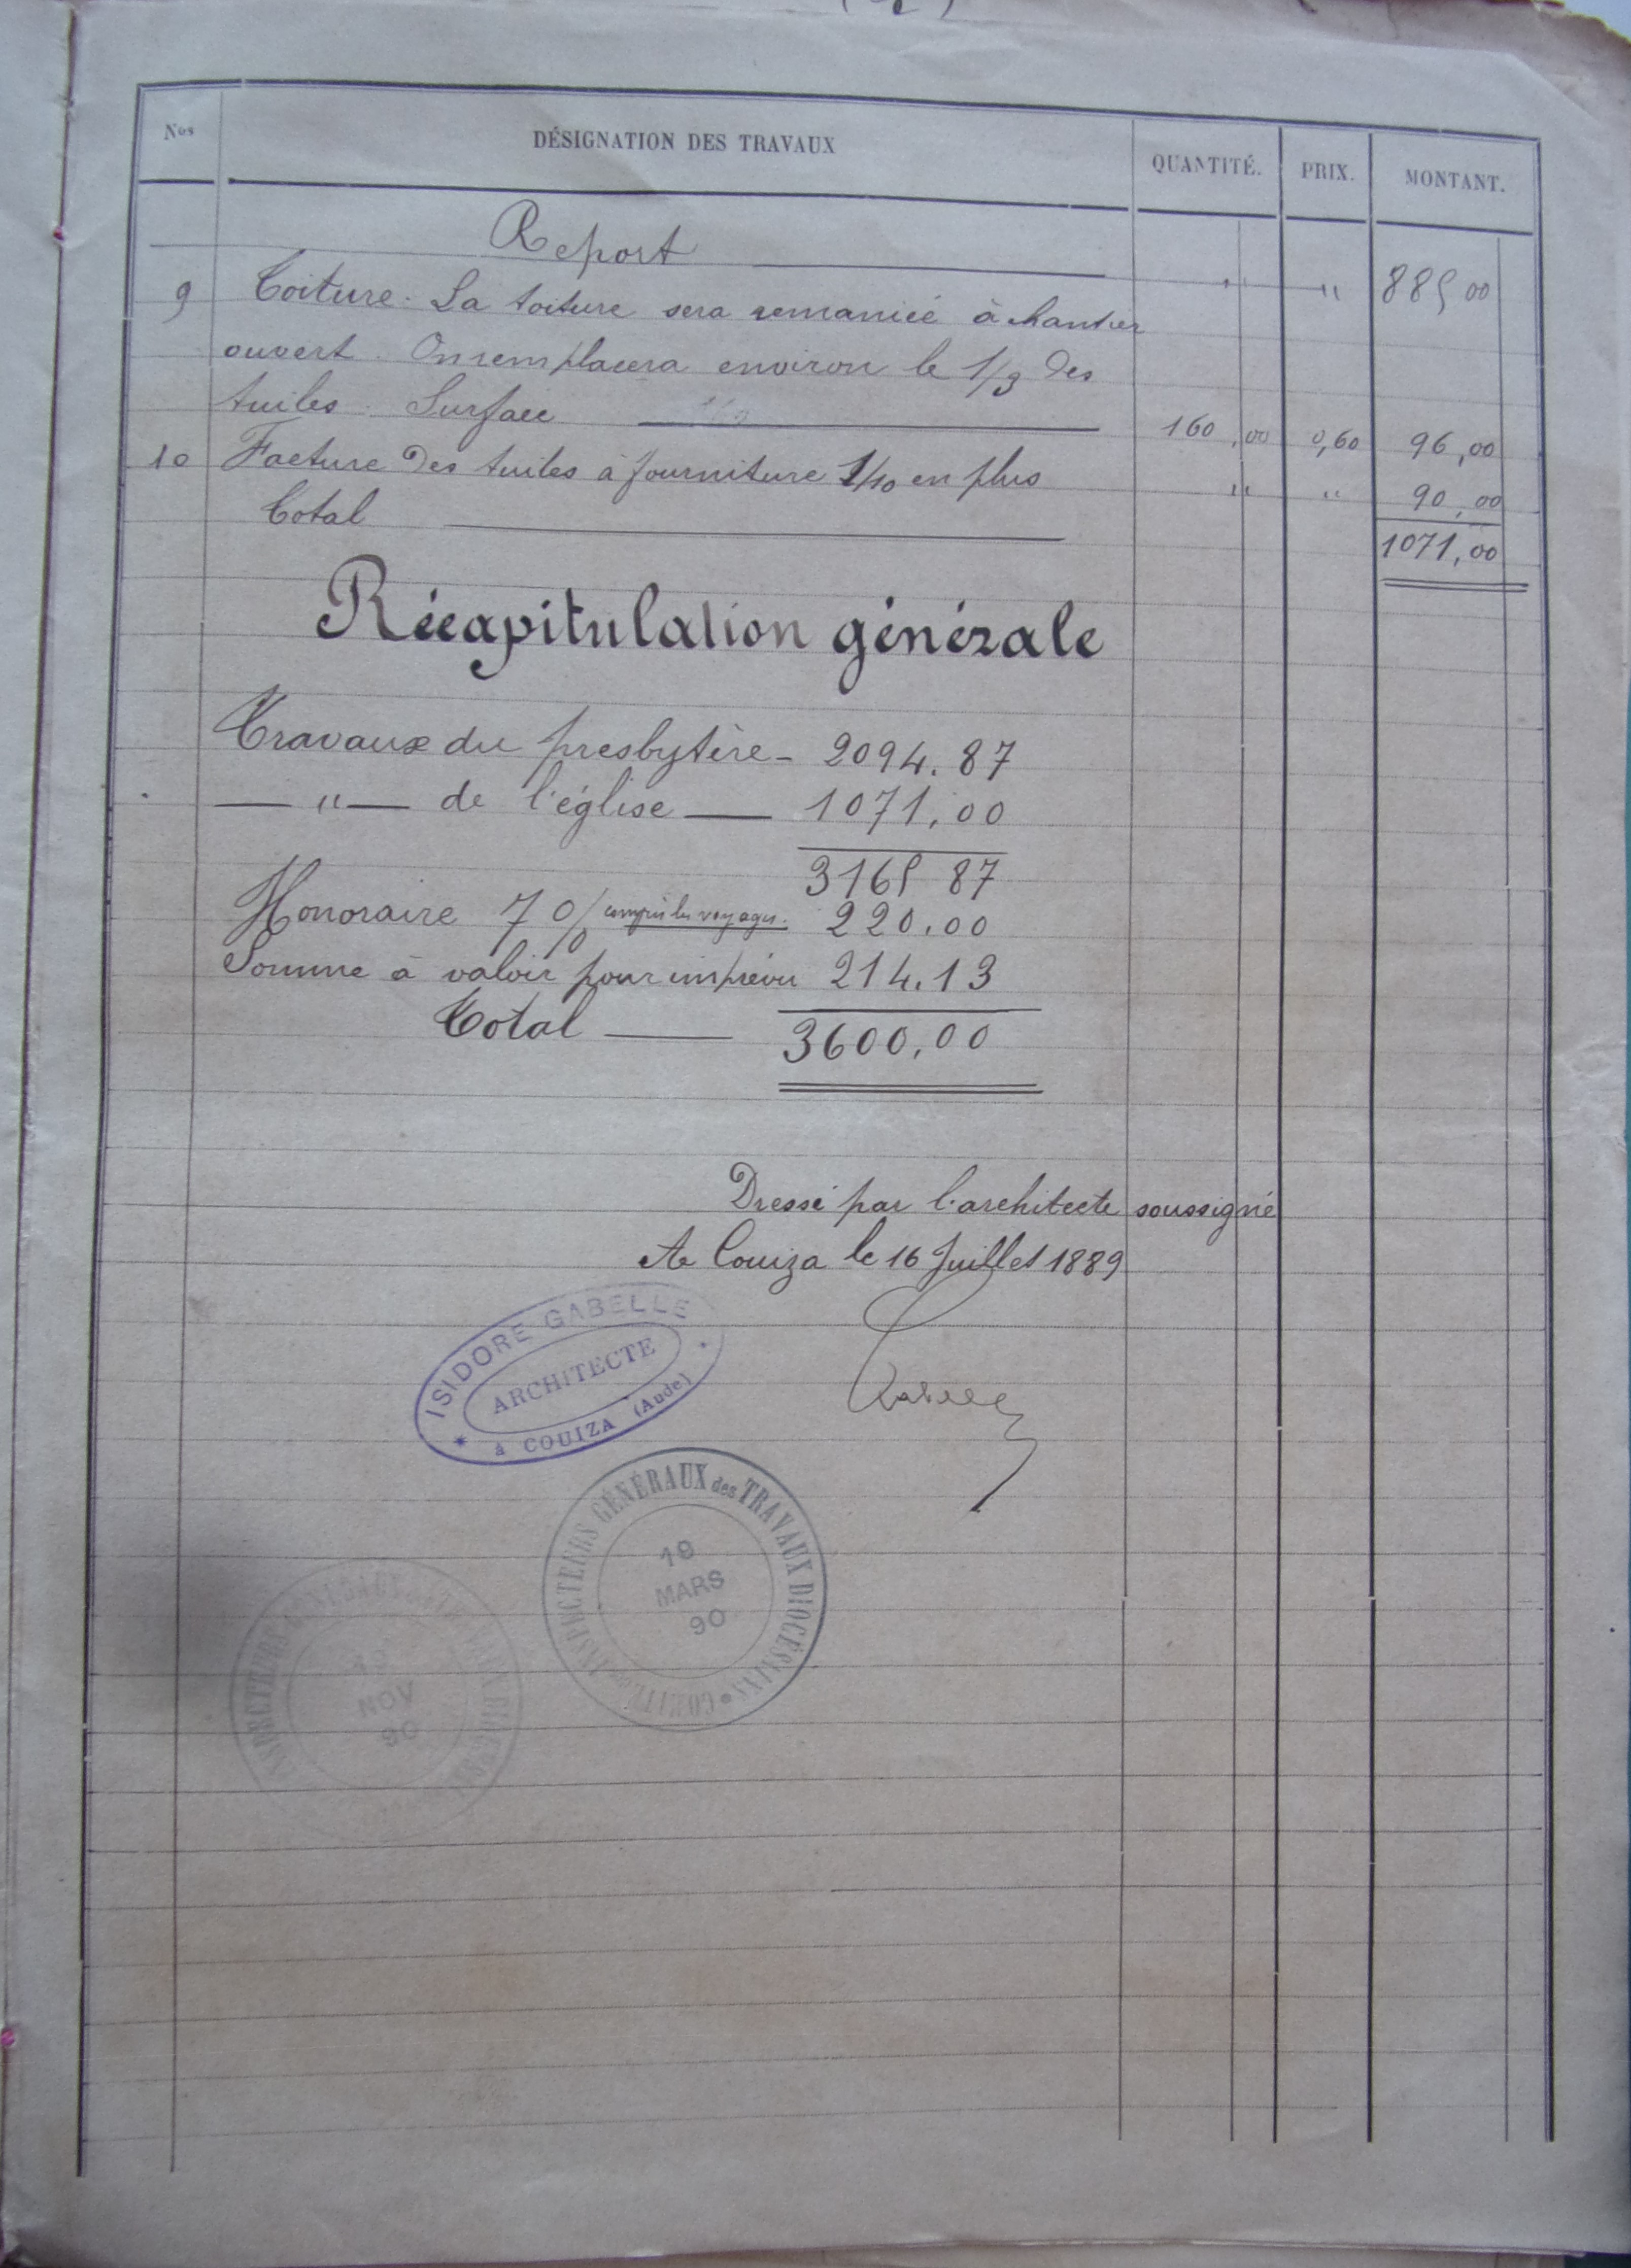 Nos DÉSIGNATION DES TRAVAUX QUANTITÉ. PRIX. MONTANT.
Report " " 885,00
9 Toiture. La toiture sera remaniée à chantier
ouvert. On remplacera environ le 1/3 des
tuiles. Surface 160,00 0,60 96,00
10 Facture des tuiles à fourniture 1/10 en plus " " 90,00
Total 1071,00
Récapitulation générale
Travaux du presbytère - 2094.87
— " — de l'église — 1071,00
3165 87
Honoraire 7 0/0 compris les voyages. 220.00
Somme à valoir pour imprévu 214.13
Total — 3600,00
Dressé par l'architecte soussigné
A Couiza le 16 Juillet 1889
ISIDORE GABELLE
ARCHITECTE
à COUIZA (Aude)
COMITÉ des INSPECTEURS GÉNÉRAUX des TRAVAUX DIOCÉSAINS
19
MARS
90
INSPECTEURS GÉNÉRAUX
NOV
90